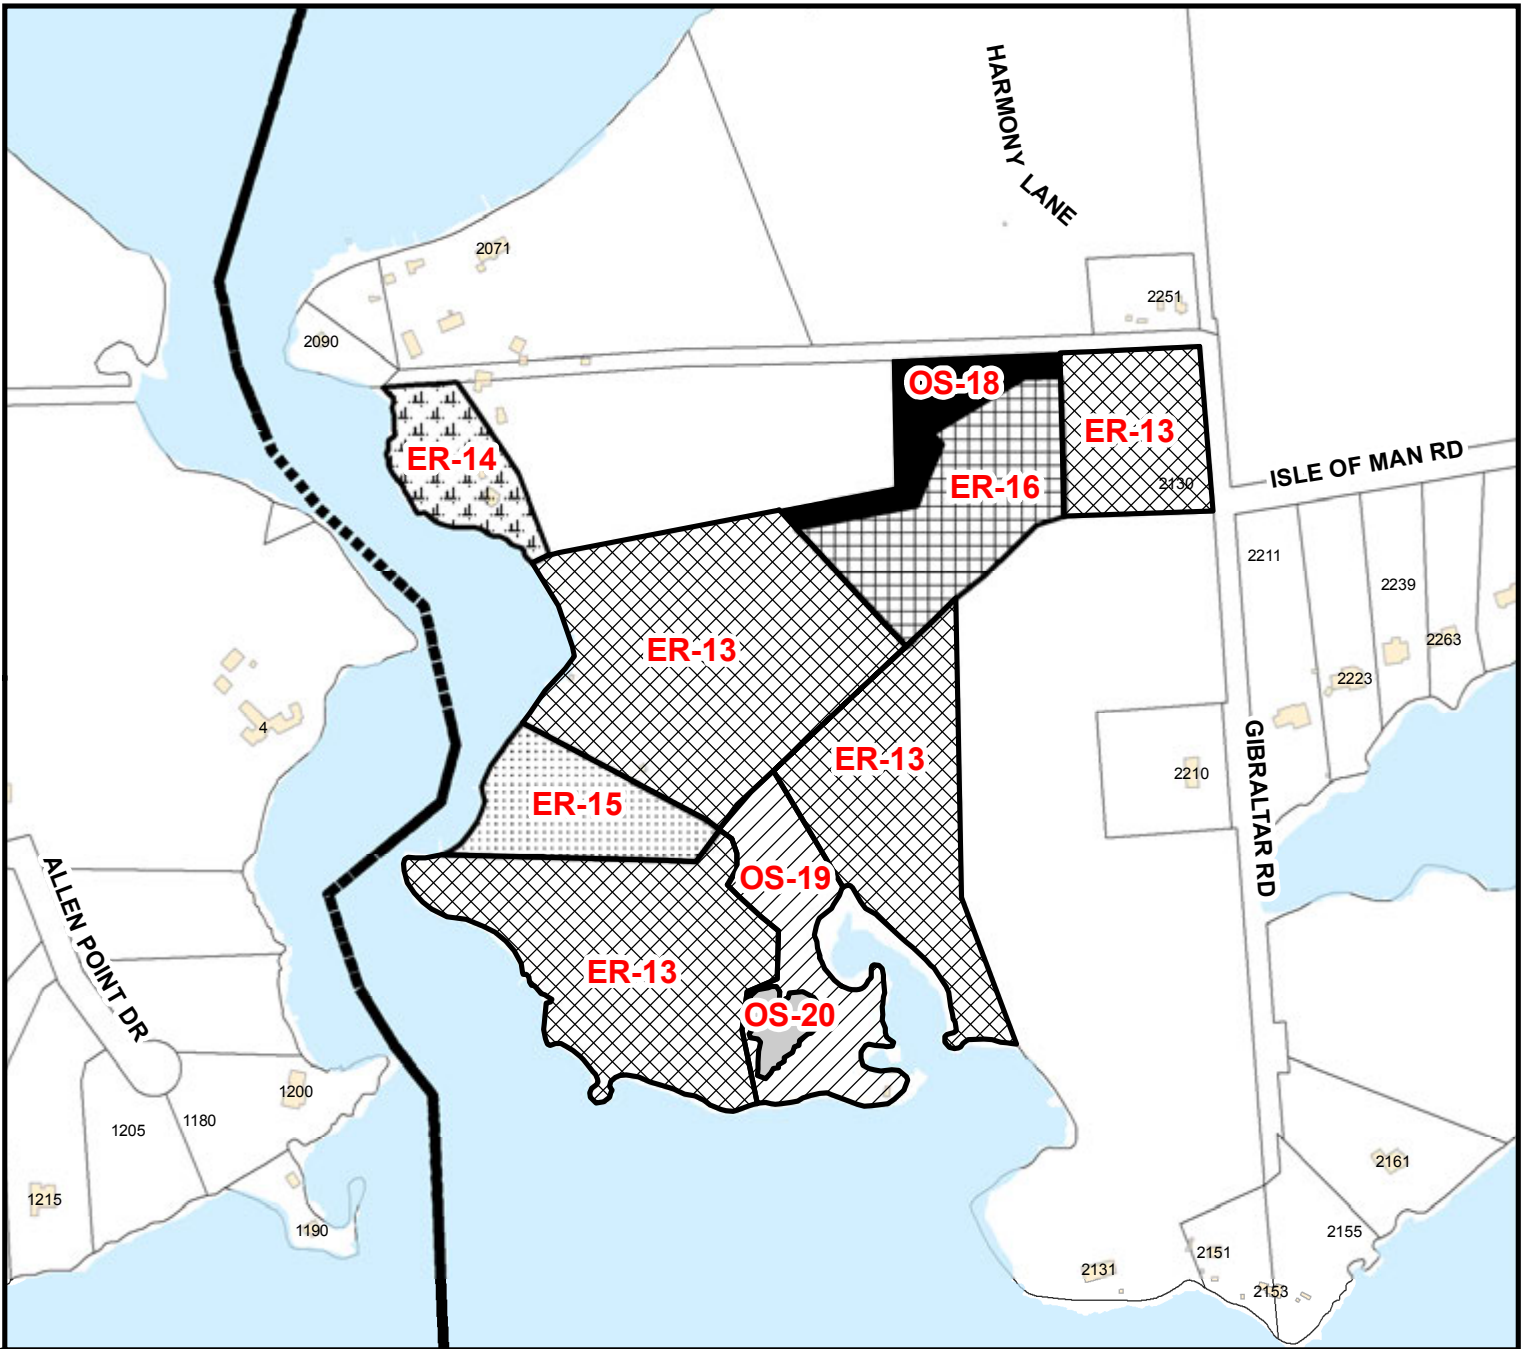 HARMONY LANE
2071
2251
2090
OS-18
ER-13
ER-14
ISLE OF MAN RD
ER-16
2130
2211
2239
2263
ER-13
2223
4
ER-13
GIBRALTAR RD
2210
ER-15
ALLEN POINT DR
OS-19
ER-13
OS-20
1200
1180
1205
2161
1215
1190
2155
2151
2131
2153